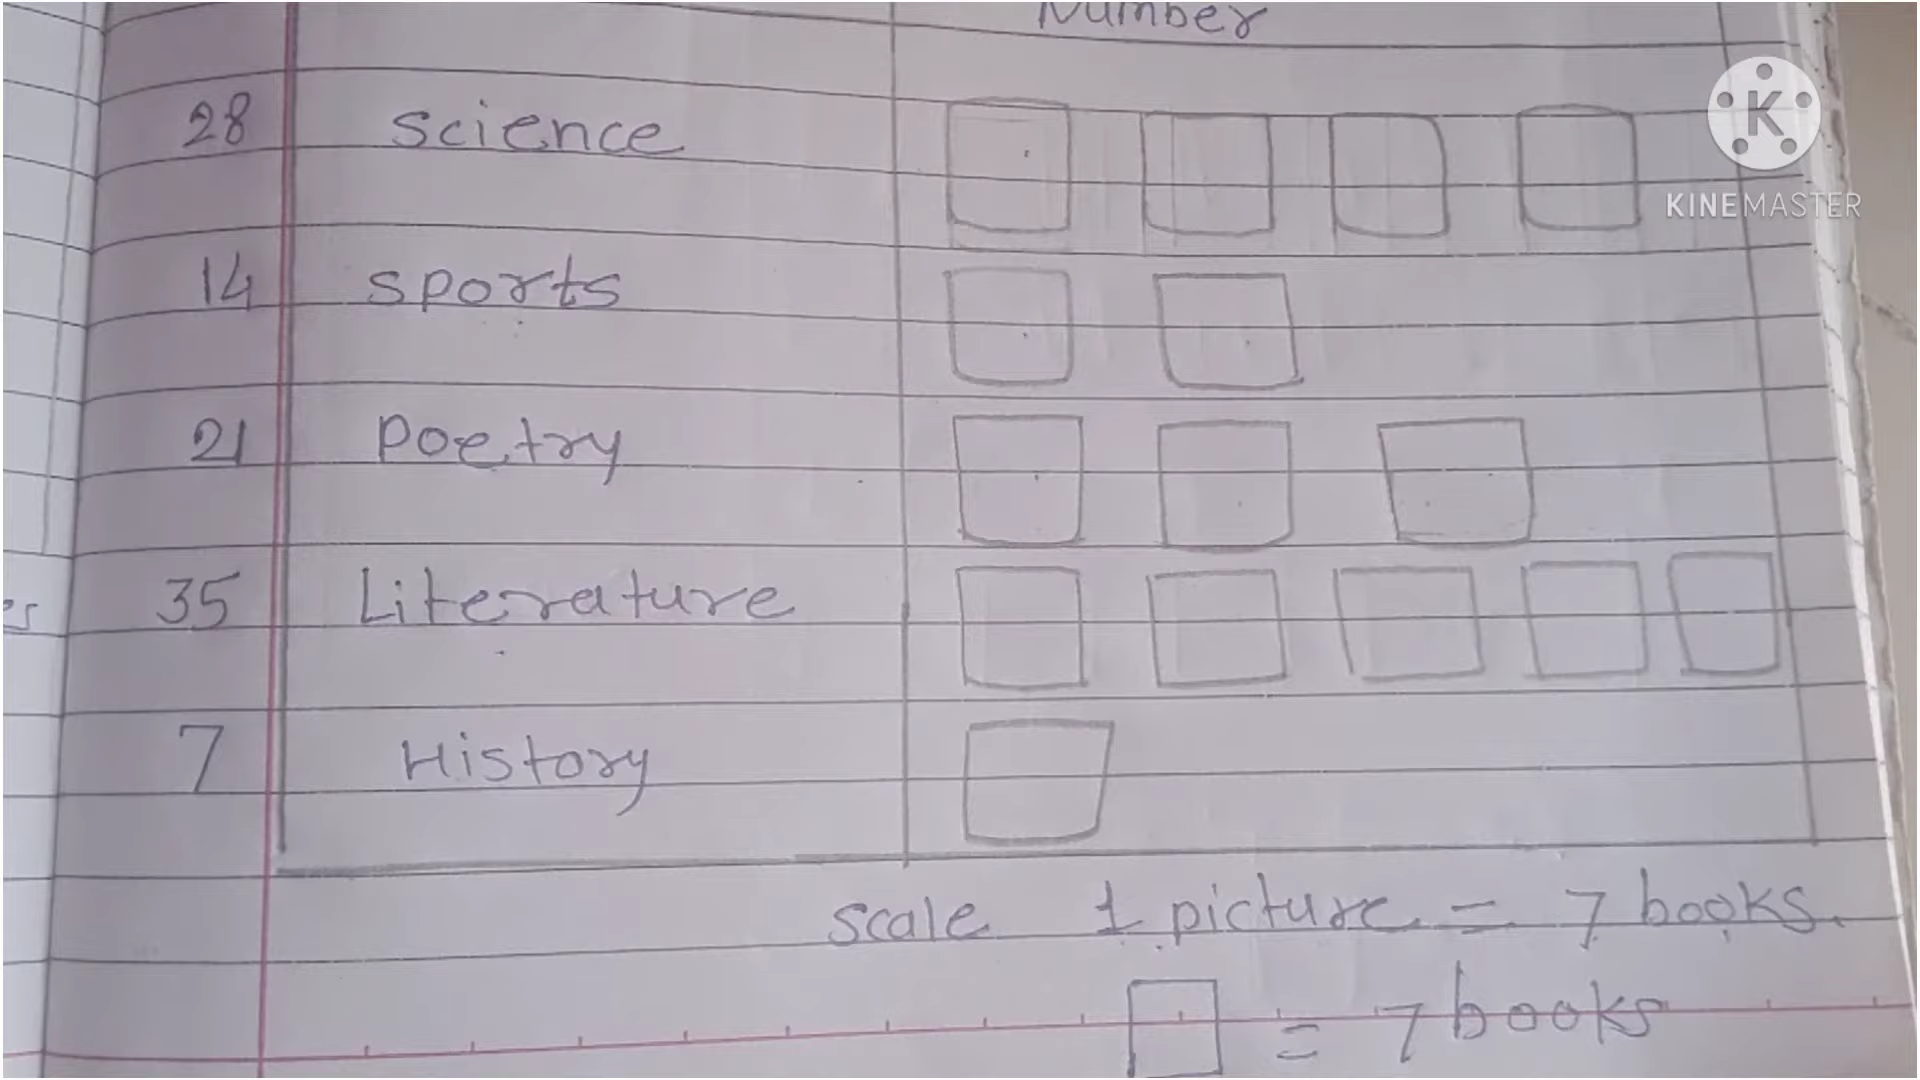 Number
28 Science
14 Sports
21 Poetry
35 Literature
7 History
Scale 1 picture = 7 books.
= 7 books
KINEMASTER